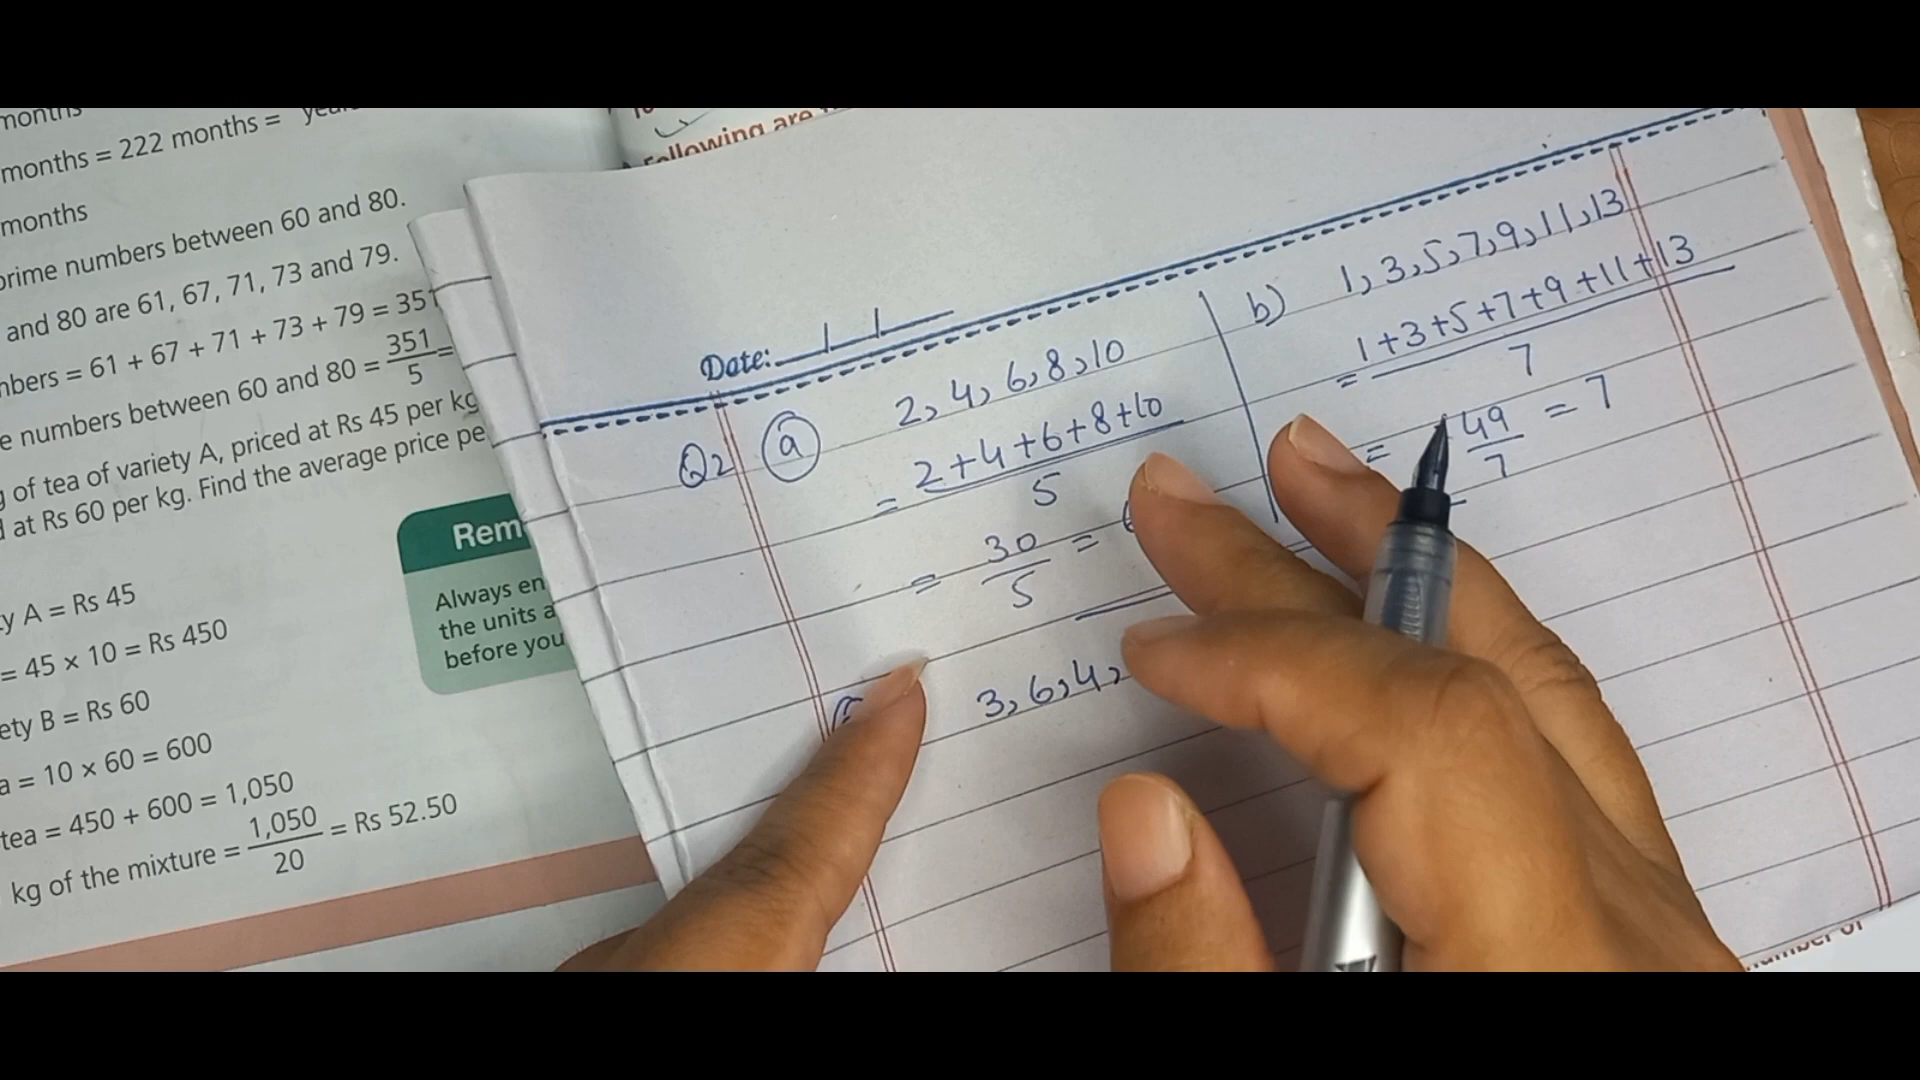 months
months = 222 months =
months
prime numbers between 60 and 80.
and 80 are 61, 67, 71, 73 and 79.
= 61 + 67 + 71 + 73 + 79 = 351
numbers between 60 and 80 = 351/5 =
of tea of variety A, priced at Rs 45 per kg
at Rs 60 per kg. Find the average price
A = Rs 45
= 45 × 10 = Rs 450
B = Rs 60
= 10 × 60 = 600
tea = 450 + 600 = 1,050
kg of the mixture = 1,050/20 = Rs 52.50
Always
the units
before you
following are
Date:
Q2 a 2, 4, 6, 8, 10
= 2+4+6+8+10/5
= 30/5 =
3, 6, 4,
b) 1, 3, 5, 7, 9, 11, 13
= 1+3+5+7+9+11+13/7
= 49/7 = 7
number of